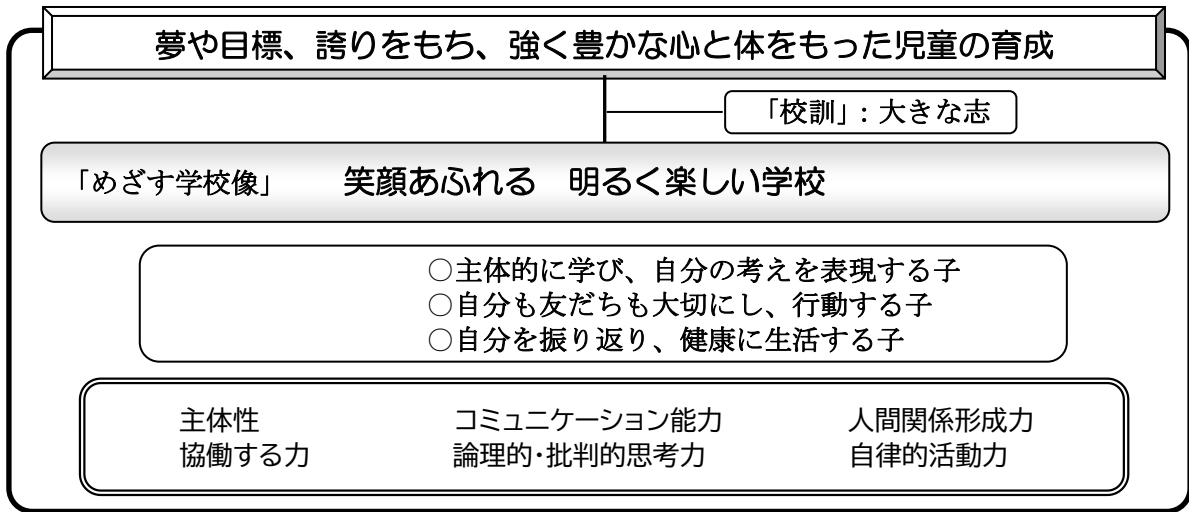 夢や目標、誇りをもち、強く豊かな心と体をもった児童の育成
「校訓」：大きな志
「めざす学校像」　笑顔あふれる　明るく楽しい学校
○主体的に学び、自分の考えを表現する子
○自分も友だちも大切にし、行動する子
○自分を振り返り、健康に生活する子
主体性　コミュニケーション能力　人間関係形成力
協働する力　論理的・批判的思考力　自律的活動力